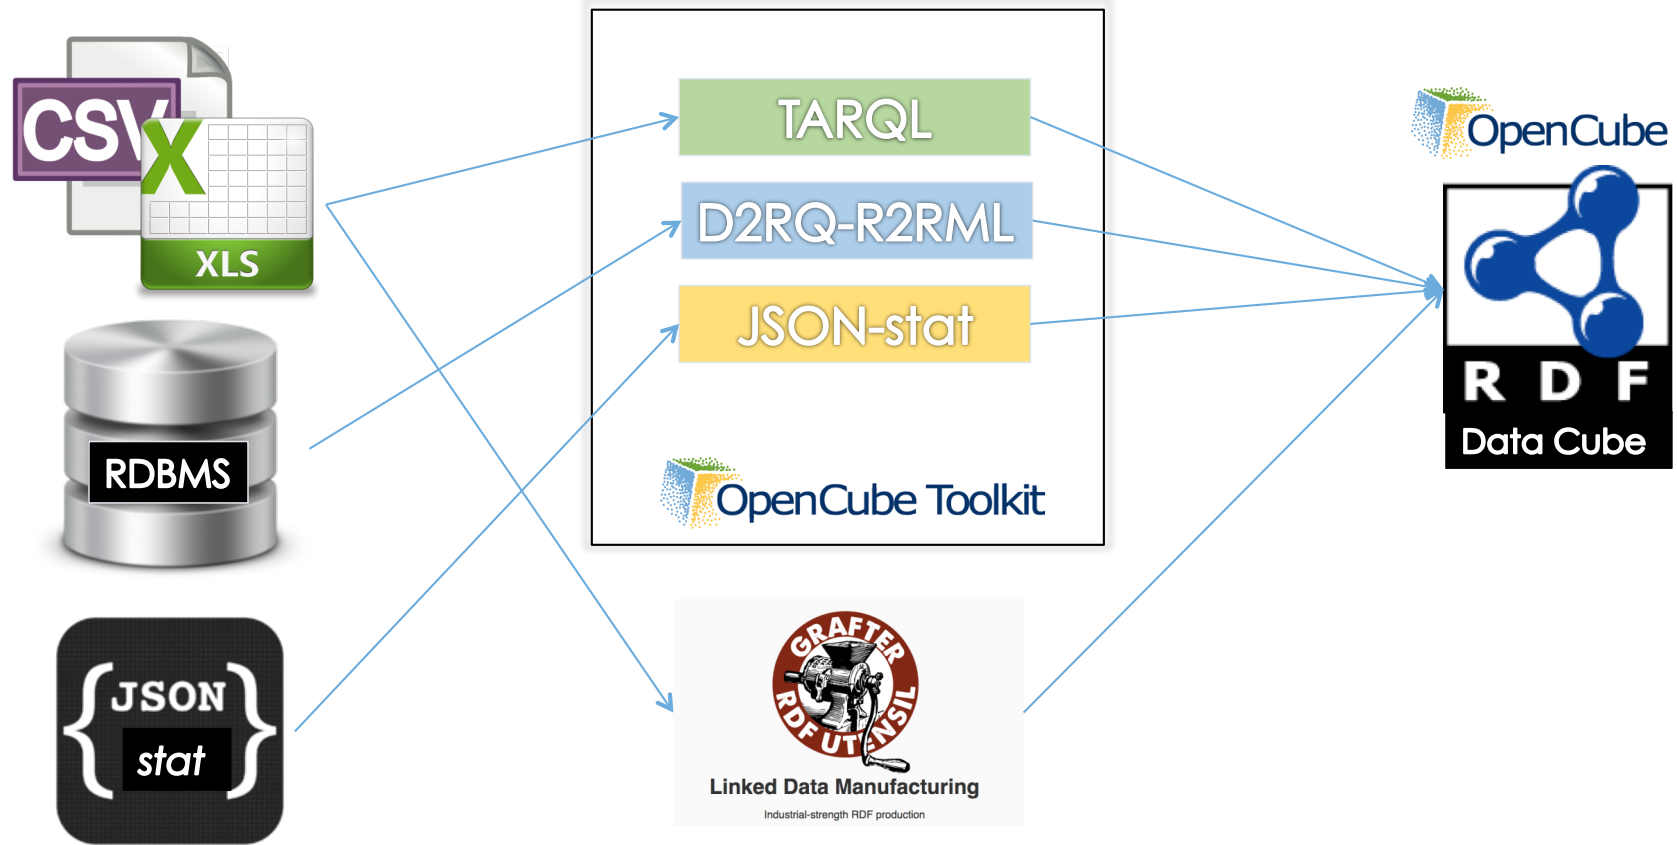 CSV
XLS
RDBMS
JSON
stat
TARQL
D2RQ-R2RML
JSON-stat
OpenCube Toolkit
GRAFTER
RDF UTENSIL
Linked Data Manufacturing
Industrial-strength RDF production
OpenCube
RDF
Data Cube